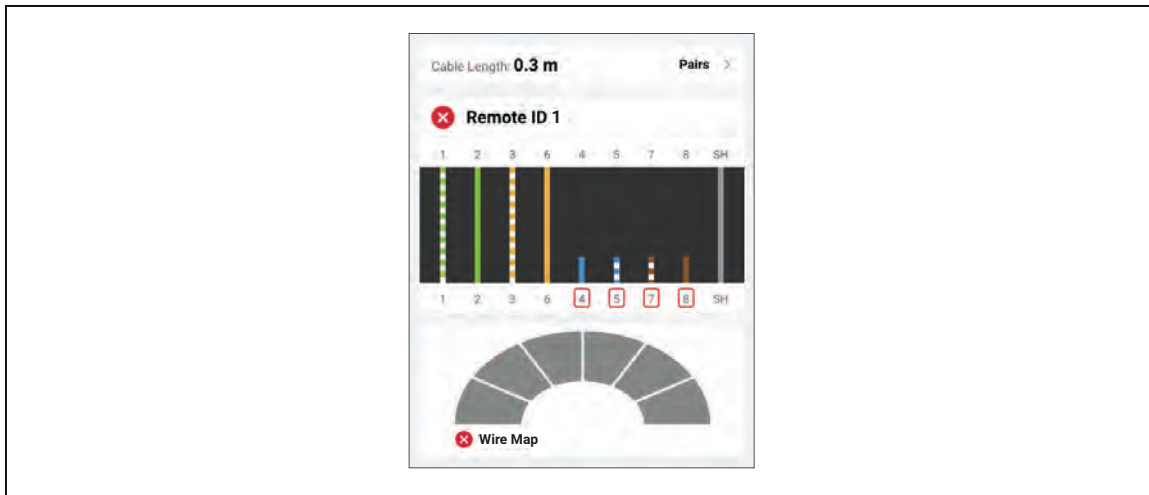 Cable Length: 0.3 m Pairs >
Remote ID 1
1 2 3 6 4 5 7 8 SH
1 2 3 6 4 5 7 8 SH
Wire Map